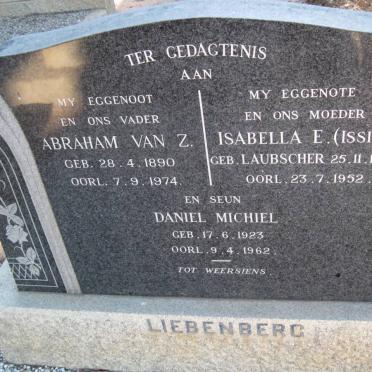 TER GEDAGTENIS
AAN
MY EGGENOOT
EN ONS VADER
ABRAHAM VAN Z.
GEB. 28.4.1890
OORL. 7.9.1974.
MY EGGENOTE
EN ONS MOEDER
ISABELLA E. (ISSI
GEB. LAUBSCHER 25.11.1
OORL. 23.7.1952.
EN SEUN
DANIEL MICHIEL
GEB. 17.6.1923
OORL. 9.4.1962.
TOT WEERSIENS.
LIEBENBERG